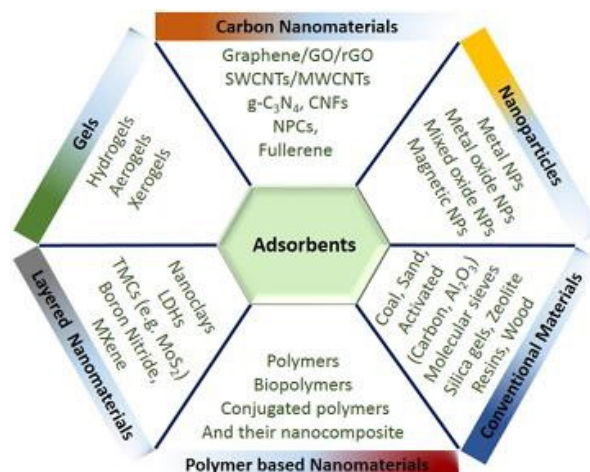 Carbon Nanomaterials
Graphene/GO/rGO
SWCNTs/MWCNTs
g-C₃N₄, CNFs
NPCs,
Fullerene
Nanoparticles
Metal NPs
Metal oxide NPs
Mixed oxide NPs
Magnetic NPs
Conventional Materials
Coal, Sand,
Activated
(Carbon, Al₂O₃)
Molecular sieves
Silica gels, Zeolite
Resins, Wood
Polymer based Nanomaterials
Polymers
Biopolymers
Conjugated polymers
And their nanocomposite
Layered Nanomaterials
Nanoclays
LDHs
TMCs (e.g. MoS₂)
Boron Nitride,
MXene
Gels
Hydrogels
Aerogels
Xerogels
Adsorbents